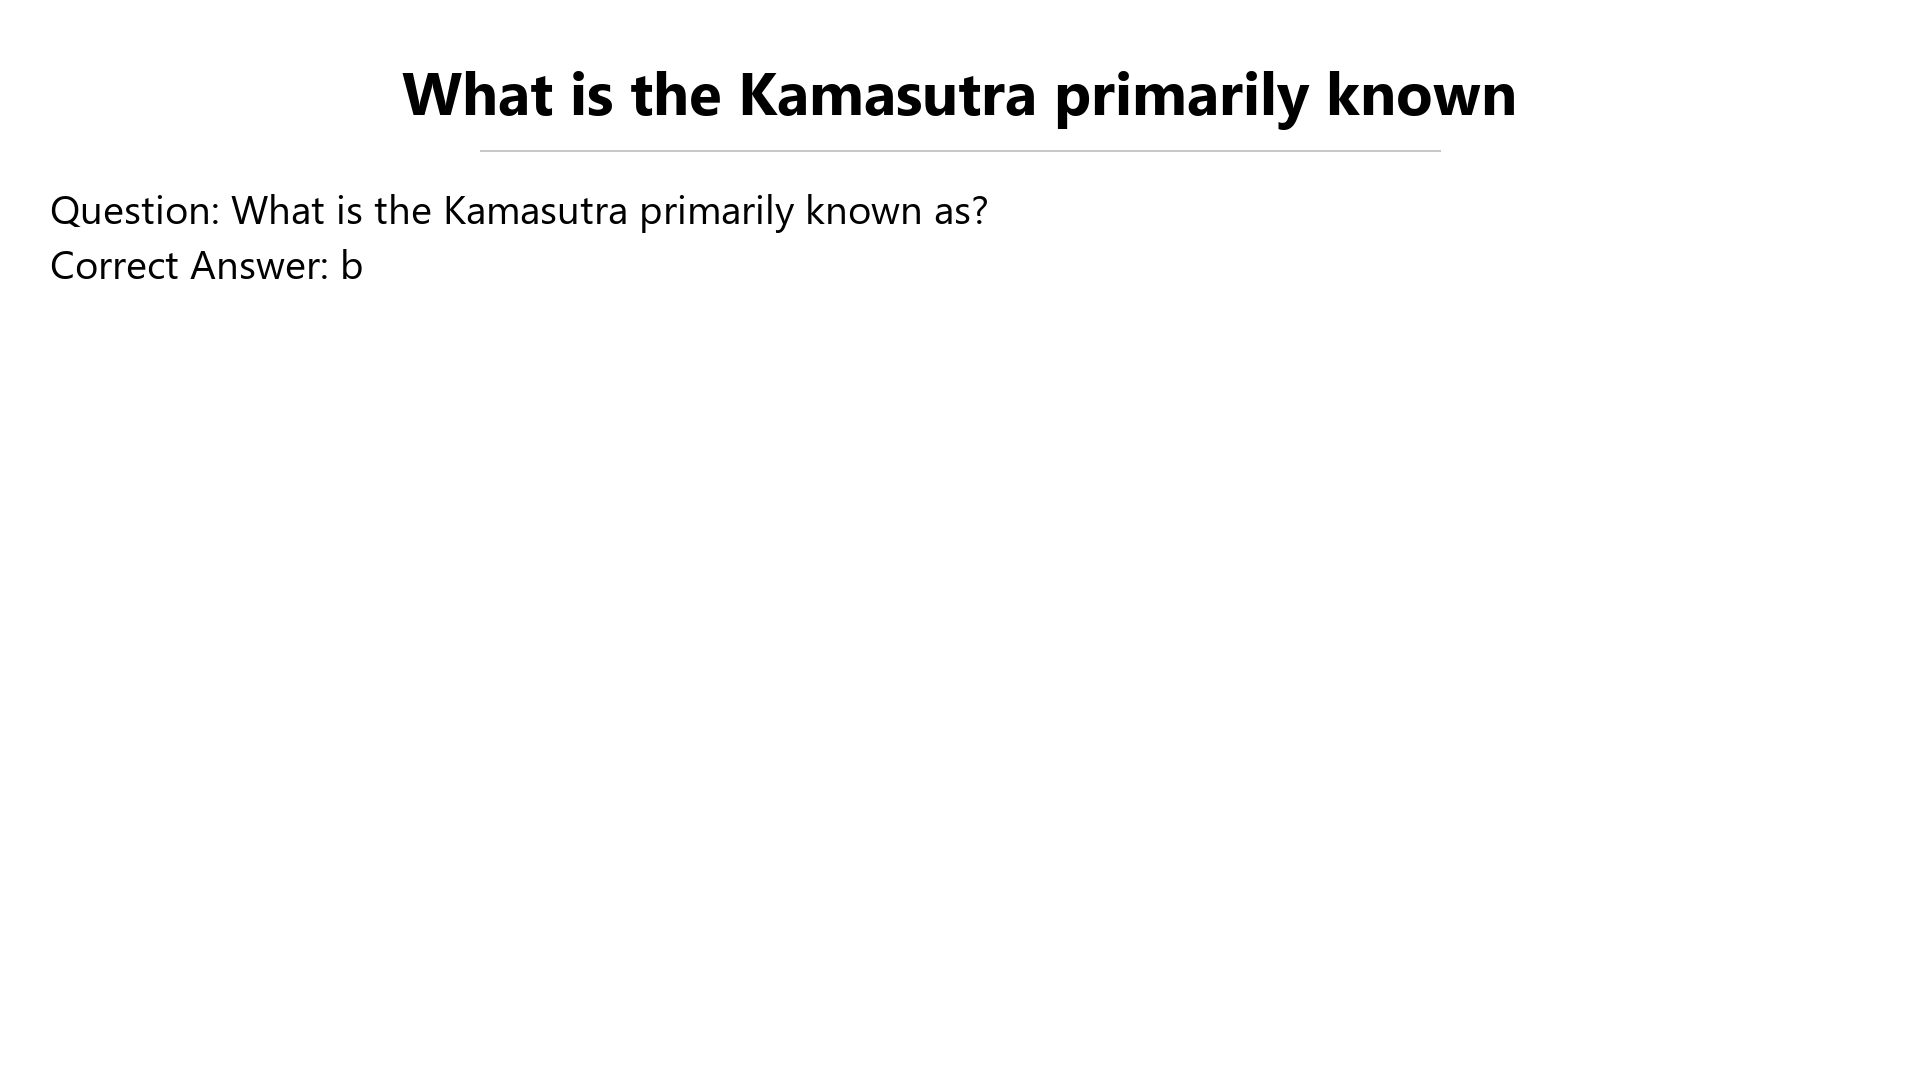 What is the Kamasutra primarily known
Question: What is the Kamasutra primarily known as?
Correct Answer: b